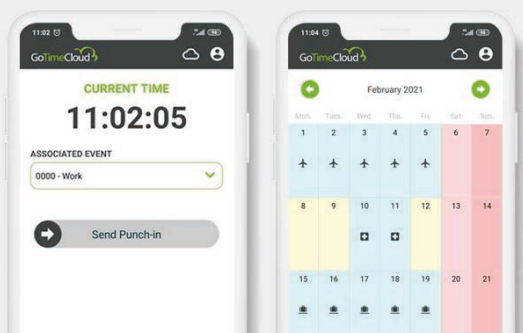 11:02
GoTimeCloud
CURRENT TIME
11:02:05
ASSOCIATED EVENT
0000 - Work
Send Punch-in
11:04
GoTimeCloud
February 2021
Mon. Tues. Wed. Thu. Fri. Sat. Sun.
1 2 3 4 5 6 7
8 9 10 11 12 13 14
15 16 17 18 19 20 21